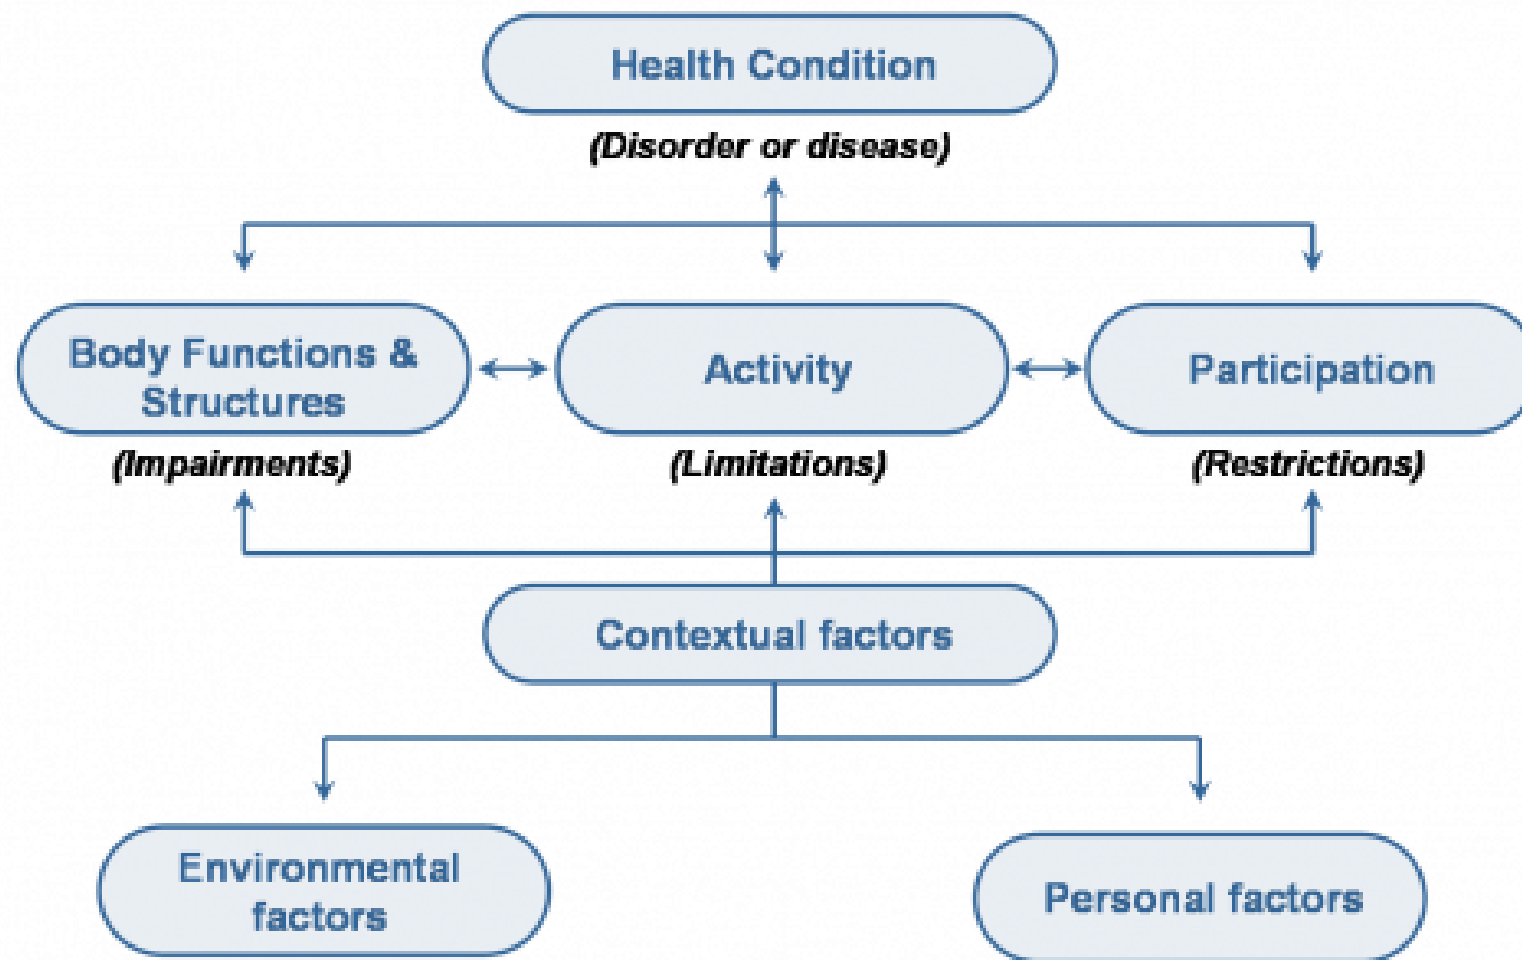 Health Condition
(Disorder or disease)
Body Functions &
Structures
Activity
Participation
(Impairments)
(Limitations)
(Restrictions)
Contextual factors
Environmental
factors
Personal factors